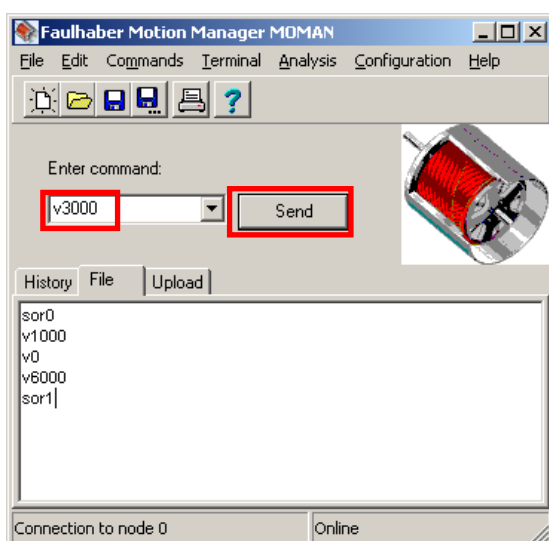 Faulhaber Motion Manager MOMAN
File Edit Commands Terminal Analysis Configuration Help
Enter command:
v3000 Send
History File Upload
sor0
v1000
v0
v6000
sor1
Connection to node 0 Online